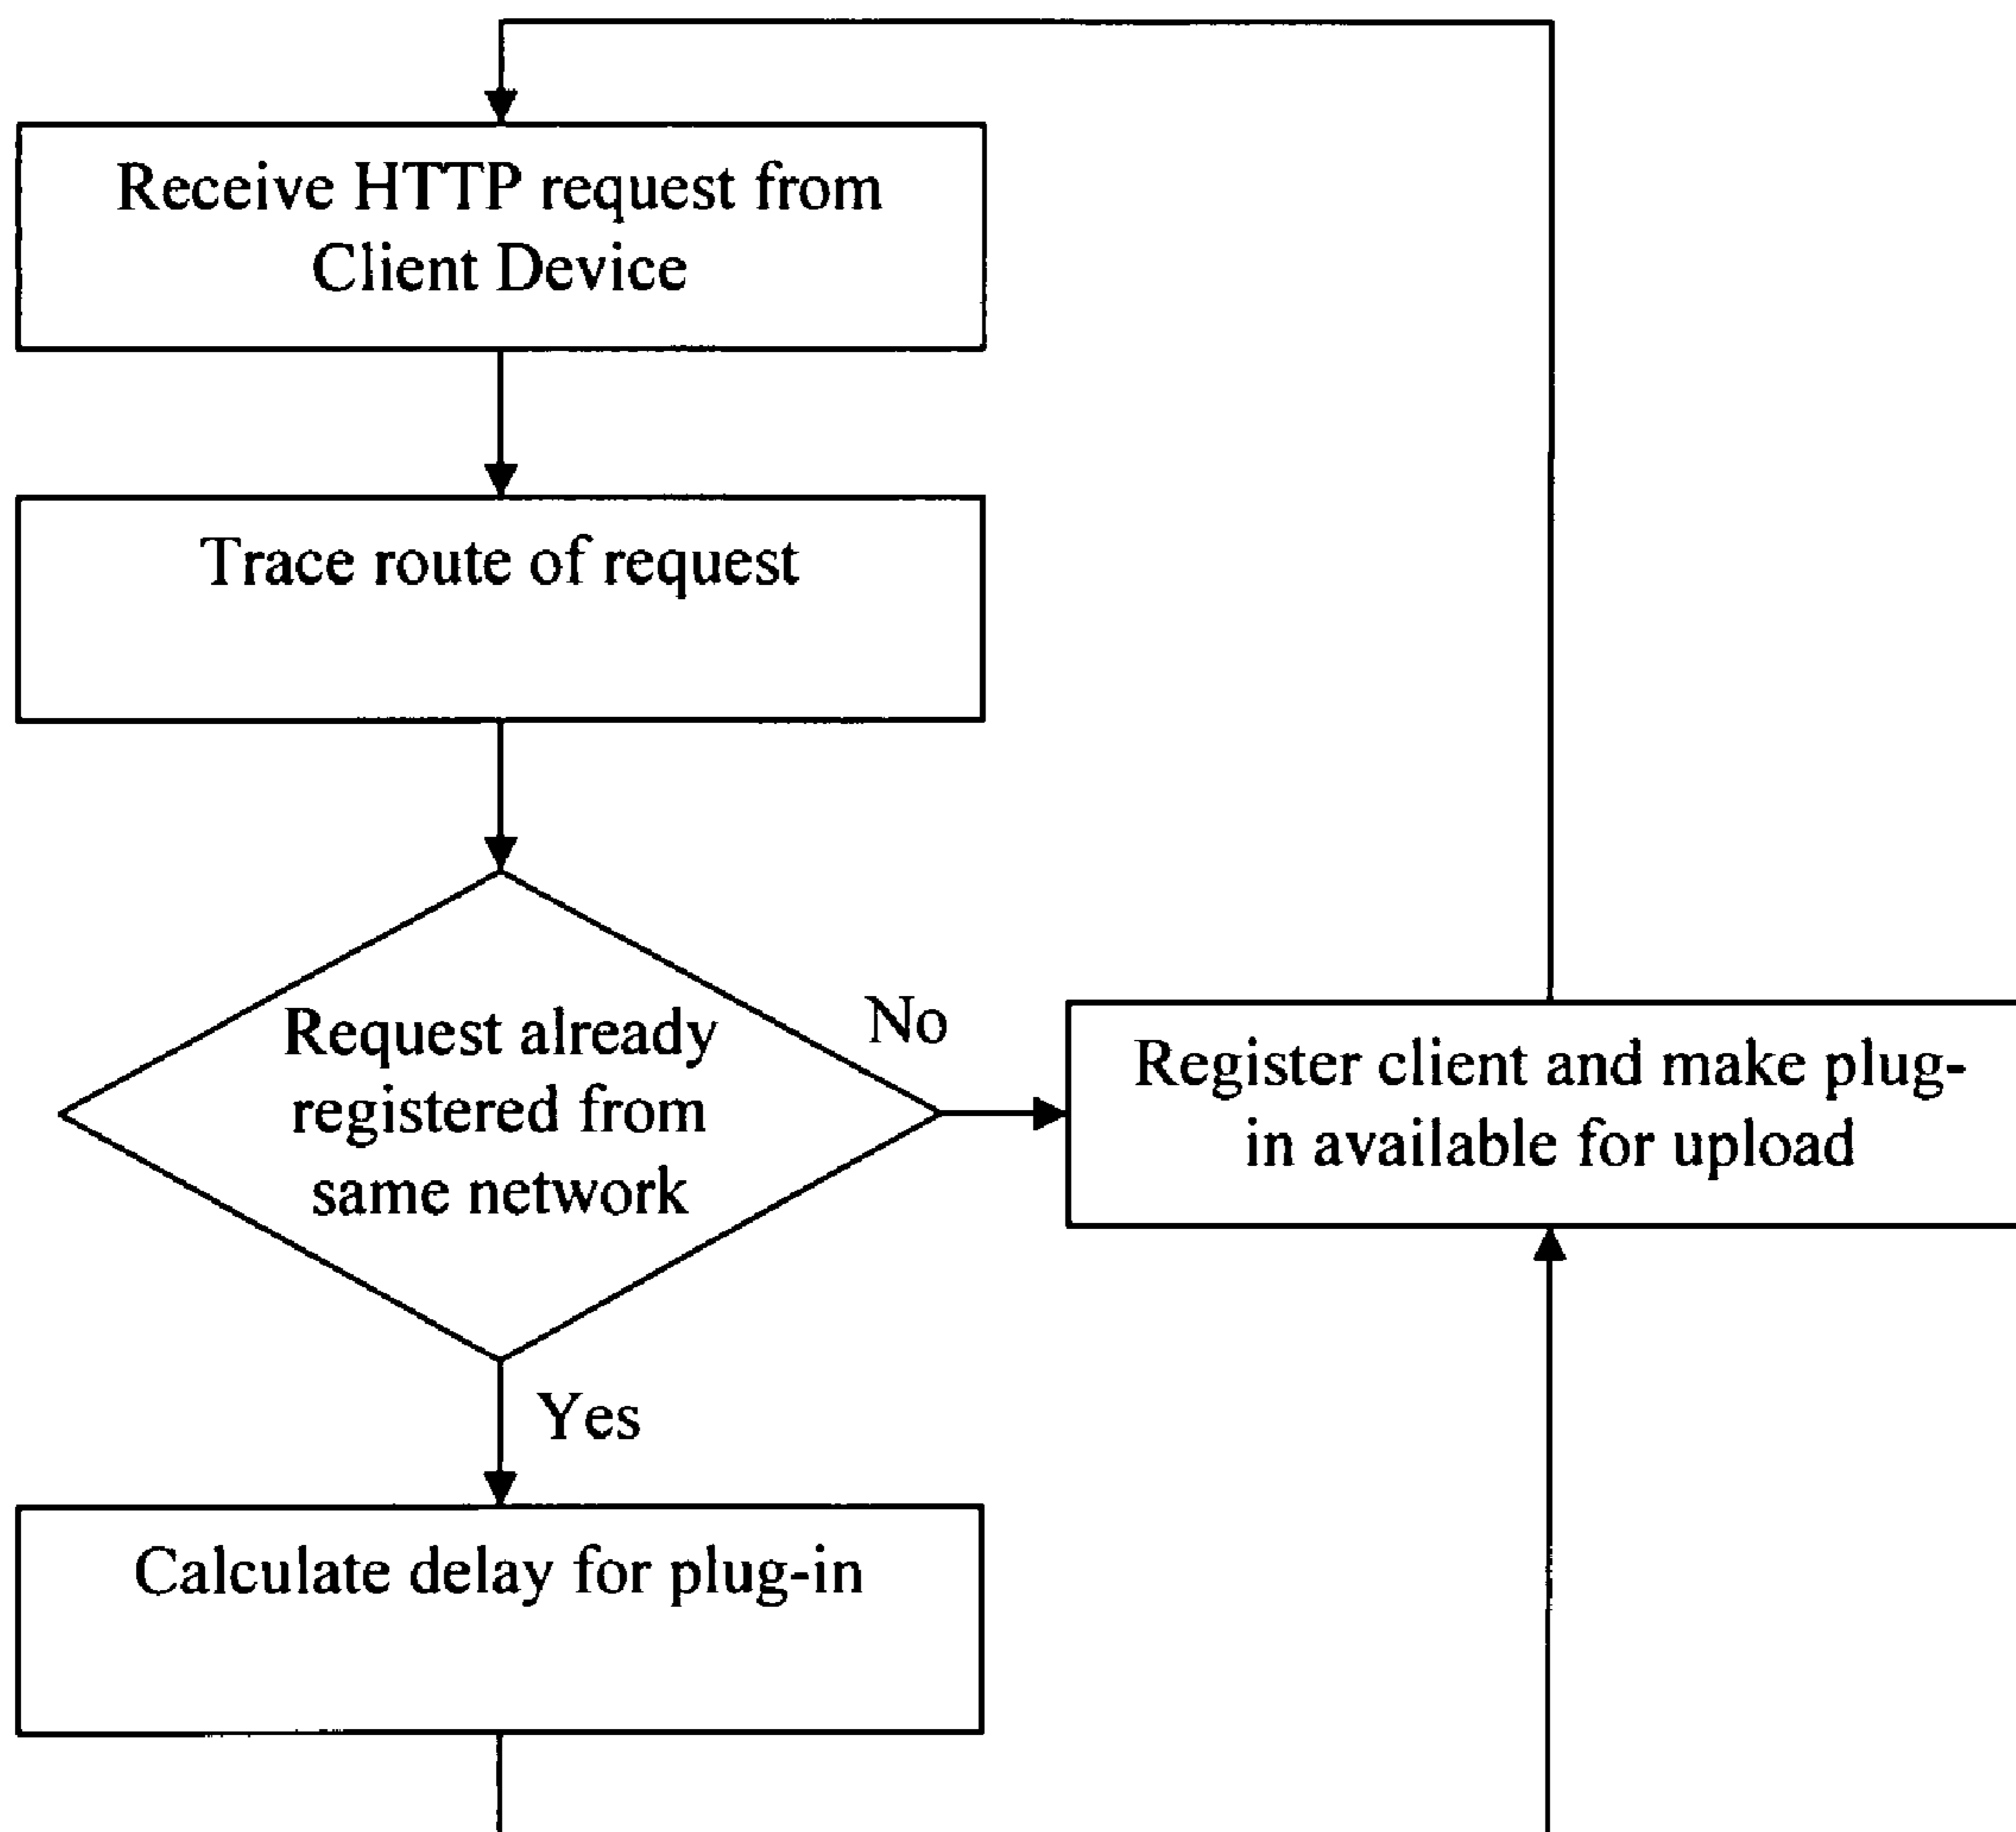 Receive HTTP request from
Client Device
Trace route of request
Request already
registered from
same network
No
Register client and make plug-
in available for upload
Yes
Calculate delay for plug-in